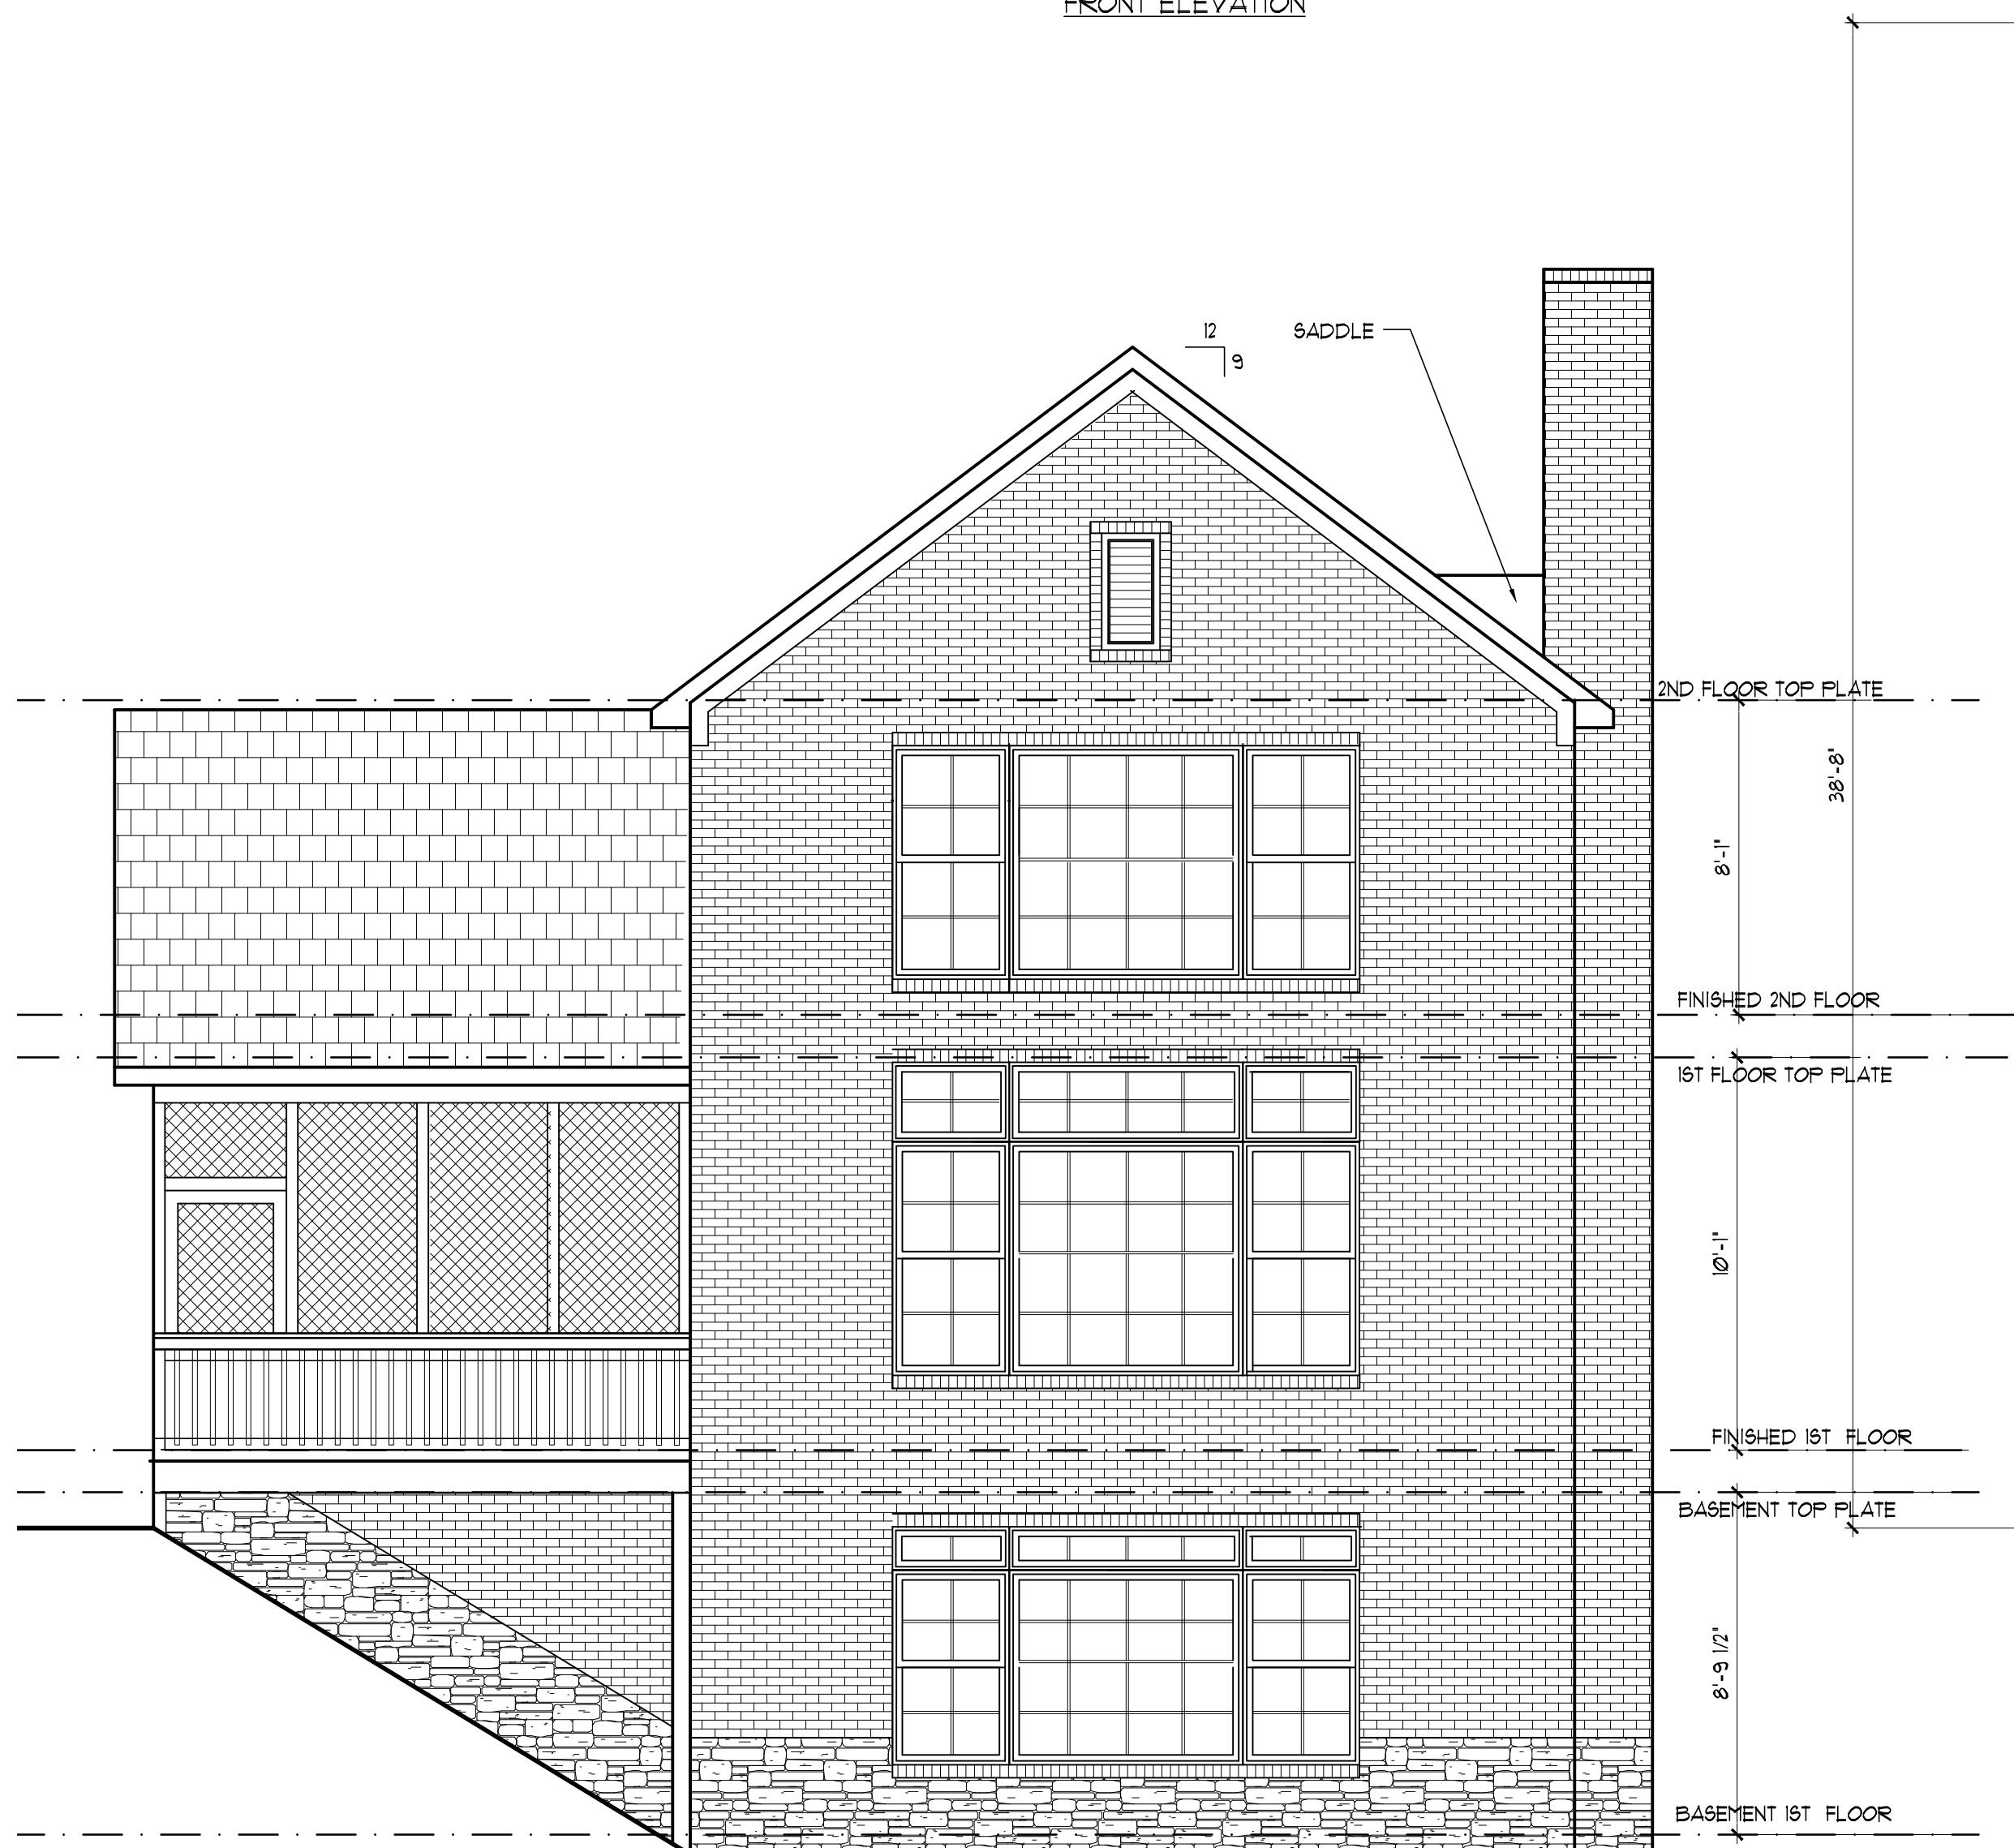 FRONT ELEVATION
12
9
SADDLE
2ND FLOOR TOP PLATE
38'-8"
8'-1"
FINISHED 2ND FLOOR
1ST FLOOR TOP PLATE
10'-1"
FINISHED 1ST FLOOR
BASEMENT TOP PLATE
8'-9 1/2"
BASEMENT 1ST FLOOR